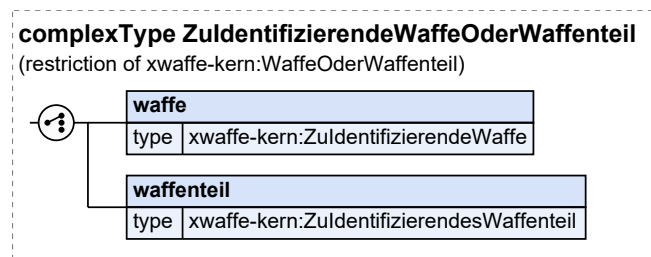 complexType ZuIdentifizierendeWaffeOderWaffenteil
(restriction of xwaffe-kern:WaffeOderWaffenteil)
waffe
type xwaffe-kern:ZuIdentifizierendeWaffe
waffenteil
type xwaffe-kern:ZuIdentifizierendesWaffenteil